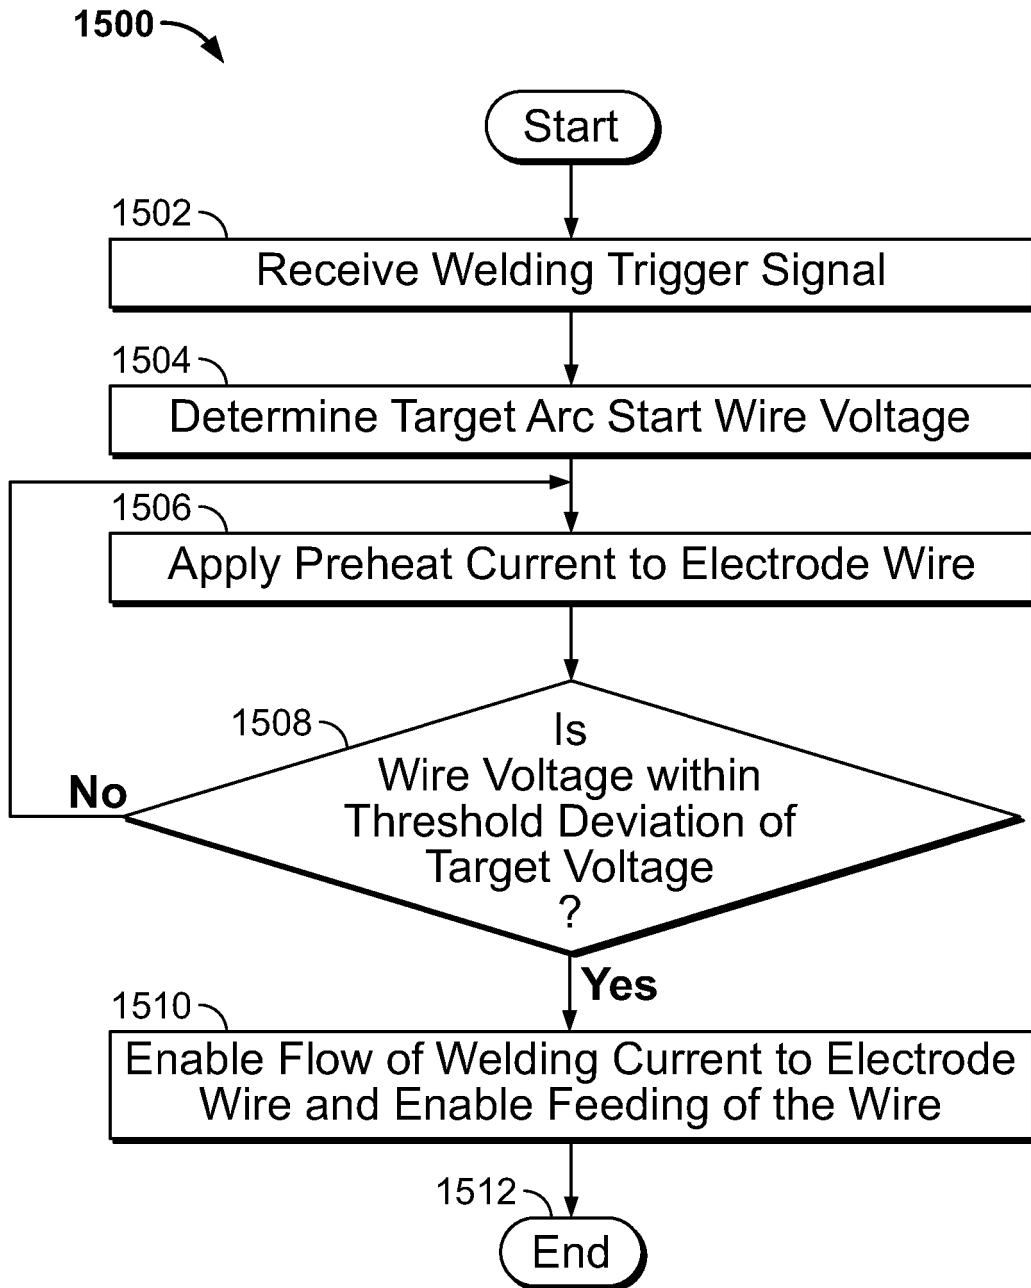 1500
Start
1502
Receive Welding Trigger Signal
1504
Determine Target Arc Start Wire Voltage
1506
Apply Preheat Current to Electrode Wire
1508
Is
Wire Voltage within
Threshold Deviation of
Target Voltage
?
No
Yes
1510
Enable Flow of Welding Current to Electrode
Wire and Enable Feeding of the Wire
1512
End